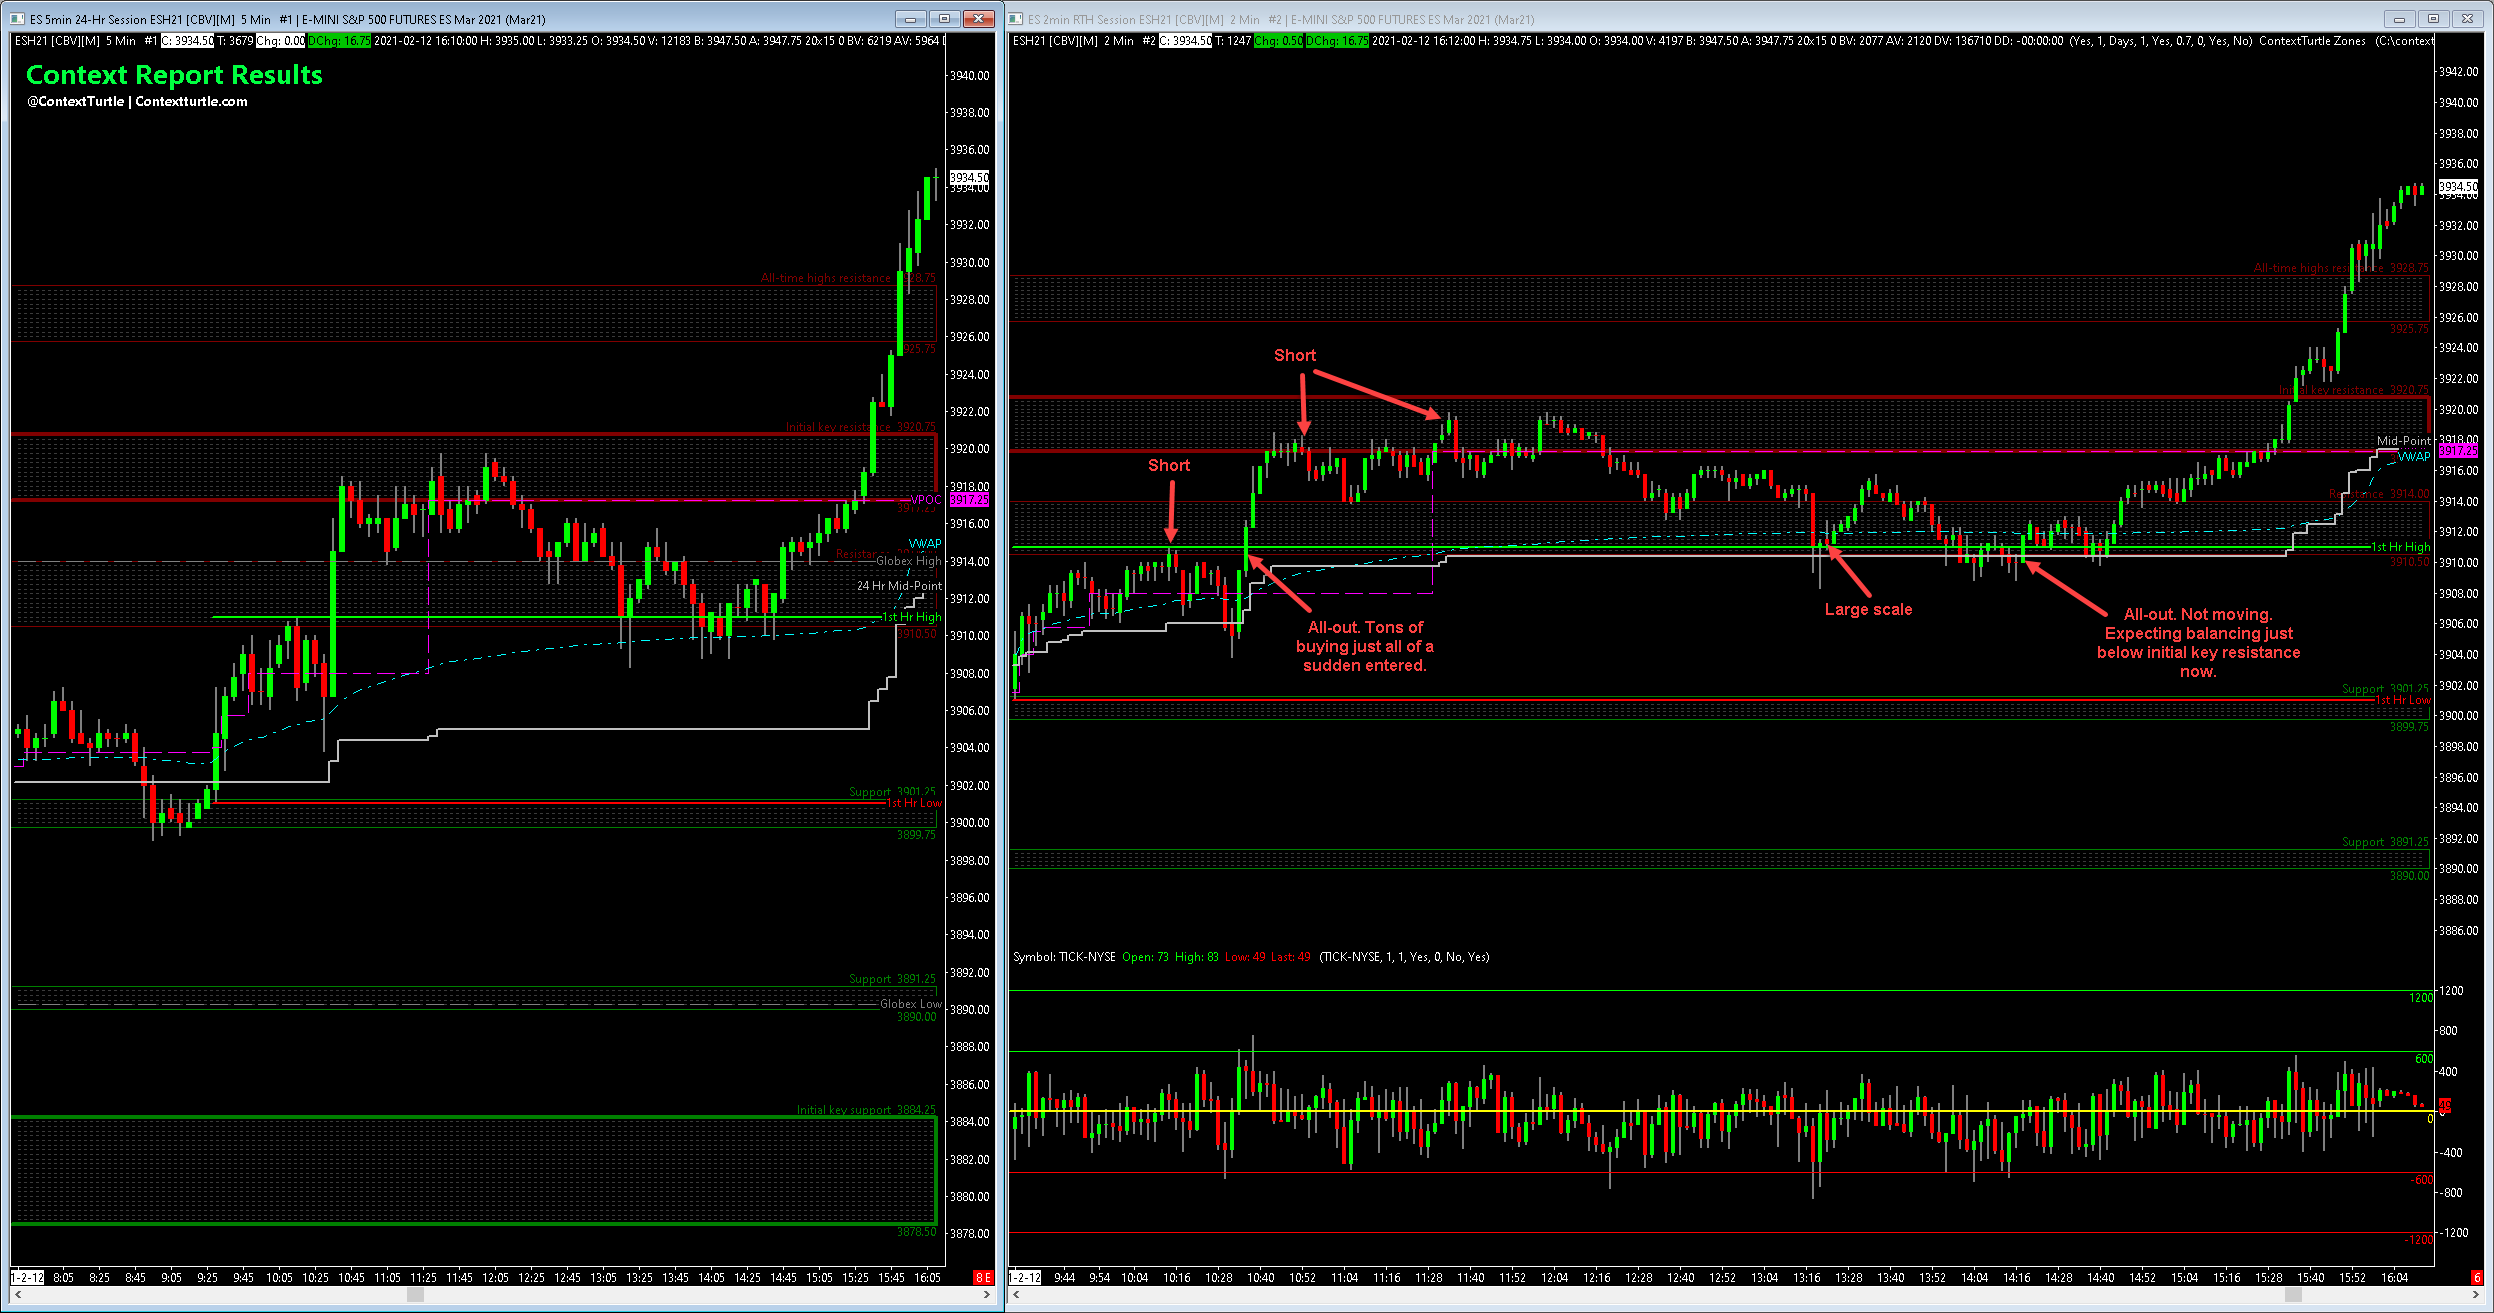 ES 5min 24-Hr Session ESH21 [CBV][M] 5 Min #1 | E-MINI S&P 500 FUTURES ES Mar 2021 (Mar21)
ESH21 [CBV][M] 5 Min #1 C: 3934.50 T: 3679 Chg: 0.00 DChg: 16.75 2021-02-12 16:10:00 H: 3935.00 L: 3933.25 O: 3934.50 V: 12183 B: 3947.50 A: 3947.75 20x15 0 BV: 6219 AV: 5964
Context Report Results
@ContextTurtle | Contextturtle.com
3940.00
3938.00
3936.00
3934.50
3934.00
3932.00
3930.00
All-time highs resistance
3928.00
3926.00
3924.00
3922.00
Initial key resistance 3920.75
3920.00
3918.00
VPOC
3917.25
3916.00
VWAP
Globex High
3914.00
24 Hr Mid-Point
3912.00
1st Hr High
3910.50
3910.00
3908.00
3906.00
3904.00
3902.00
Support 3901.25
1st Hr Low
3900.00
3899.75
3898.00
3896.00
3894.00
3892.00
Support 3891.25
Globex Low
3890.00
3890.00
3888.00
3886.00
Initial key support 3884.25
3884.00
3882.00
3880.00
3878.50
3878.00
1-2-12 8:05 8:25 8:45 9:05 9:25 9:45 10:05 10:25 10:45 11:05 11:25 11:45 12:05 12:25 12:45 13:05 13:25 13:45 14:05 14:25 14:45 15:05 15:25 15:45 16:05 8 E
ES 2min RTH Session ESH21 [CBV][M] 2 Min #2 | E-MINI S&P 500 FUTURES ES Mar 2021 (Mar21)
ESH21 [CBV][M] 2 Min #2 C: 3934.50 T: 1247 Chg: 0.50 DChg: 16.75 2021-02-12 16:12:00 H: 3934.75 L: 3934.00 O: 3934.00 V: 4197 B: 3947.50 A: 3947.75 20x15 0 BV: 2077 AV: 2120 DV: 136710 DD: -00:00:00 (Yes, 1, Days, 1, Yes, 0.7, 0, Yes, No) ContextTurtle Zones (C:\context
3942.00
3940.00
3938.00
3936.00
3934.50
3934.00
3932.00
3930.00
All-time highs resistance 3928.75
3928.00
3926.00
3925.75
3924.00
3922.00
Initial key resistance 3920.75
3920.00
3918.00
Mid-Point
3917.25
VWAP
3916.00
Resistance 3914.00
3914.00
3912.00
1st Hr High
3910.50
3910.00
3908.00
3906.00
3904.00
3902.00
Support 3901.25
1st Hr Low
3900.00
3899.75
3898.00
3896.00
3894.00
3892.00
Support 3891.25
3890.00
3890.00
3888.00
3886.00
Short
Short
All-out. Tons of
buying just all of a
sudden entered.
Large scale
All-out. Not moving.
Expecting balancing just
below initial key resistance
now.
Symbol: TICK-NYSE Open: 73 High: 83 Low: 49 Last: 49 (TICK-NYSE, 1, 1, Yes, 0, No, Yes)
1200
1200
800
600
400
0
0
-400
-600
-800
-1200
-1200
1-2-12 9:44 9:54 10:04 10:16 10:28 10:40 10:52 11:04 11:16 11:28 11:40 11:52 12:04 12:16 12:28 12:40 12:52 13:04 13:16 13:28 13:40 13:52 14:04 14:16 14:28 14:40 14:52 15:04 15:16 15:28 15:40 15:52 16:04 6